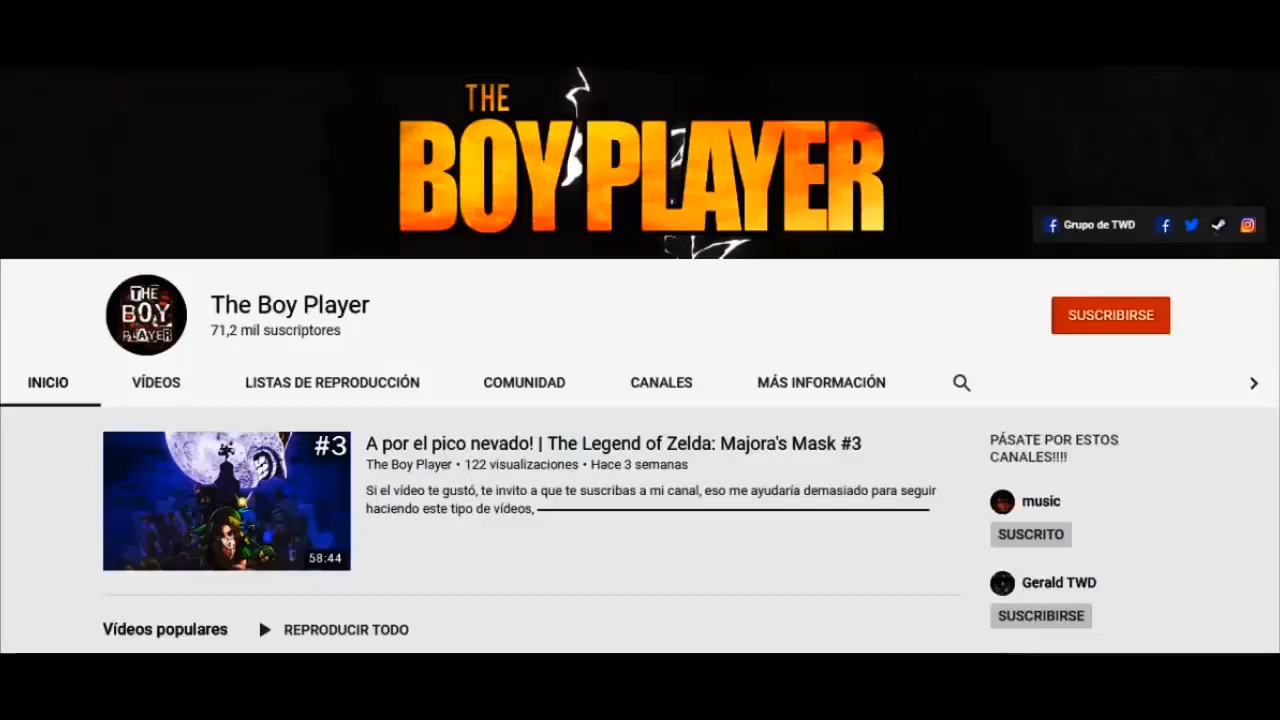 THE
BOY PLAYER
Grupo de TWD
THE
BOY
PLAYER
The Boy Player
71,2 mil suscriptores
SUSCRIBIRSE
INICIO
VÍDEOS
LISTAS DE REPRODUCCIÓN
COMUNIDAD
CANALES
MÁS INFORMACIÓN
#3
58:44
A por el pico nevado! | The Legend of Zelda: Majora's Mask #3
The Boy Player • 122 visualizaciones • Hace 3 semanas
Si el vídeo te gustó, te invito a que te suscribas a mi canal, eso me ayudaría demasiado para seguir
haciendo este tipo de vídeos,
PÁSATE POR ESTOS
CANALES!!!!
music
SUSCRITO
Gerald TWD
SUSCRIBIRSE
Vídeos populares
REPRODUCIR TODO